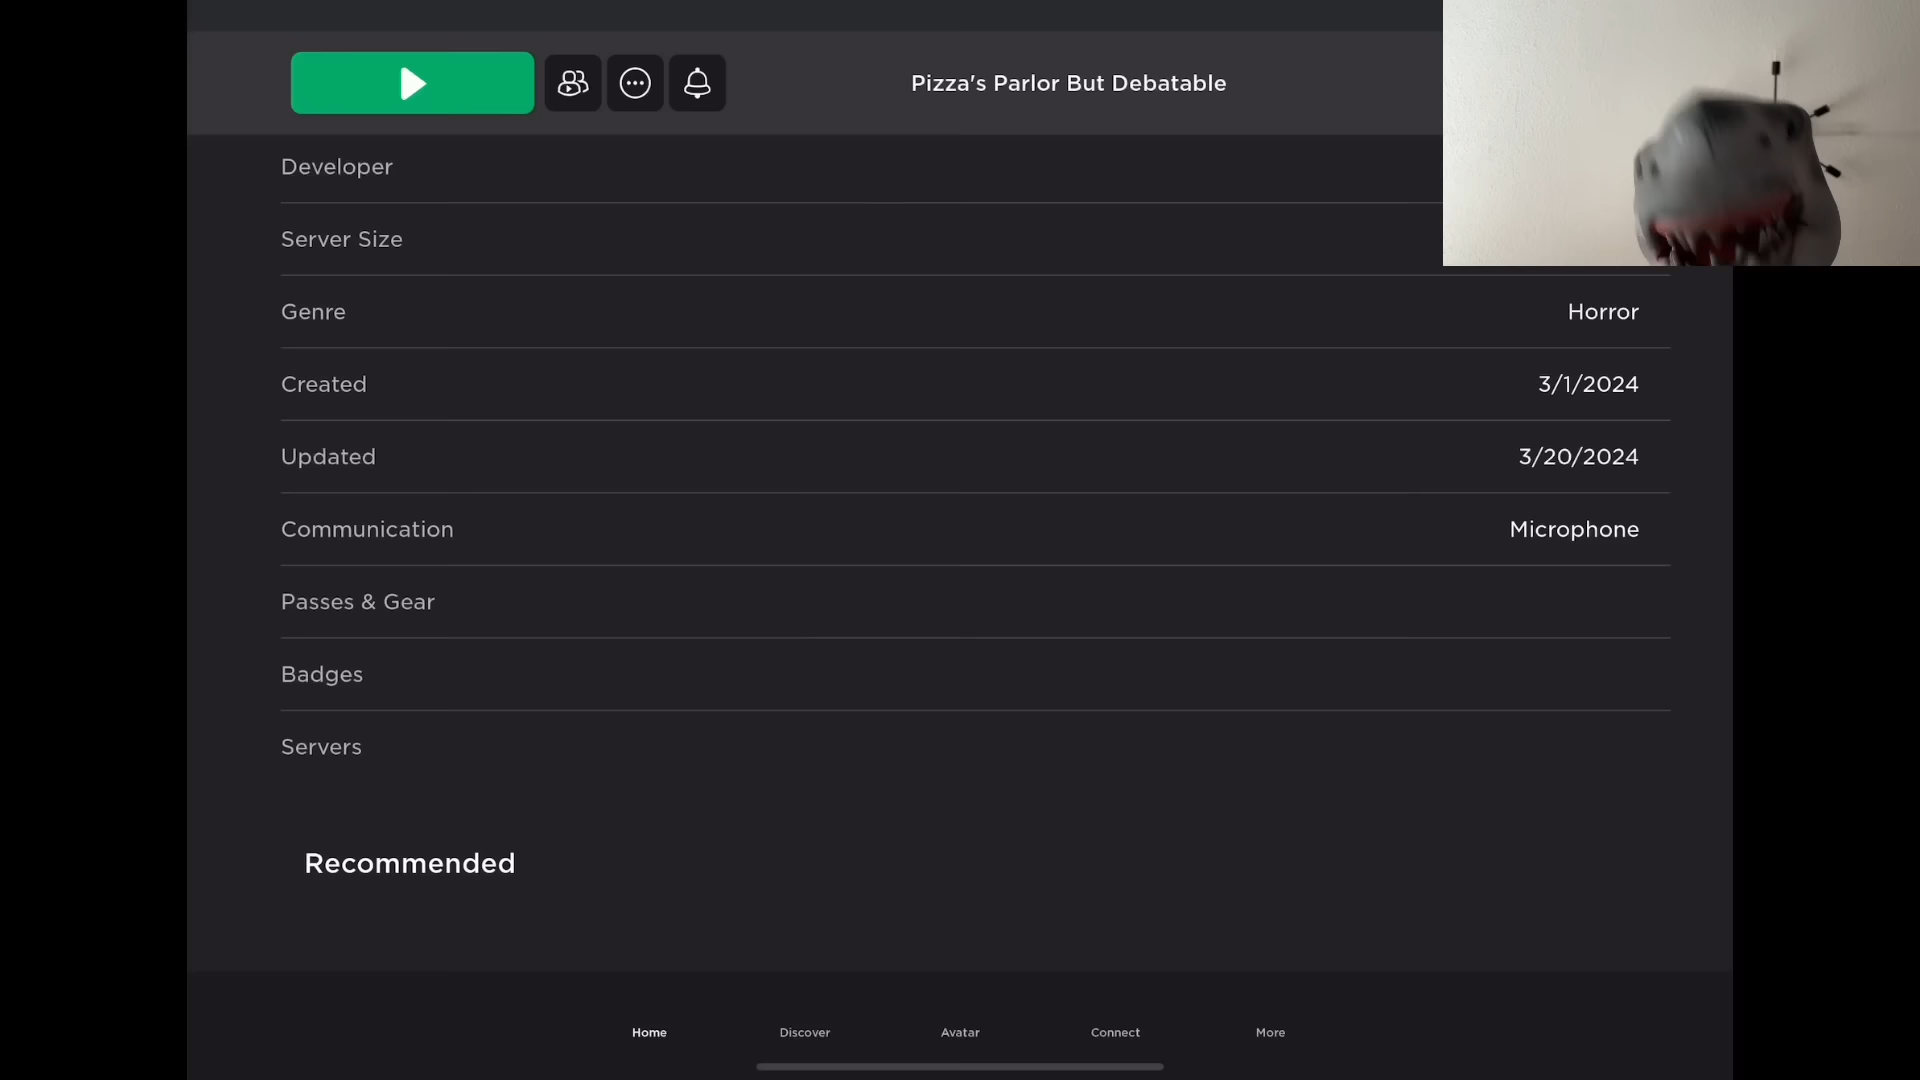 Pizza's Parlor But Debatable
Developer
Server Size
Genre Horror
Created 3/1/2024
Updated 3/20/2024
Communication Microphone
Passes & Gear
Badges
Servers
Recommended
Home Discover Avatar Connect More